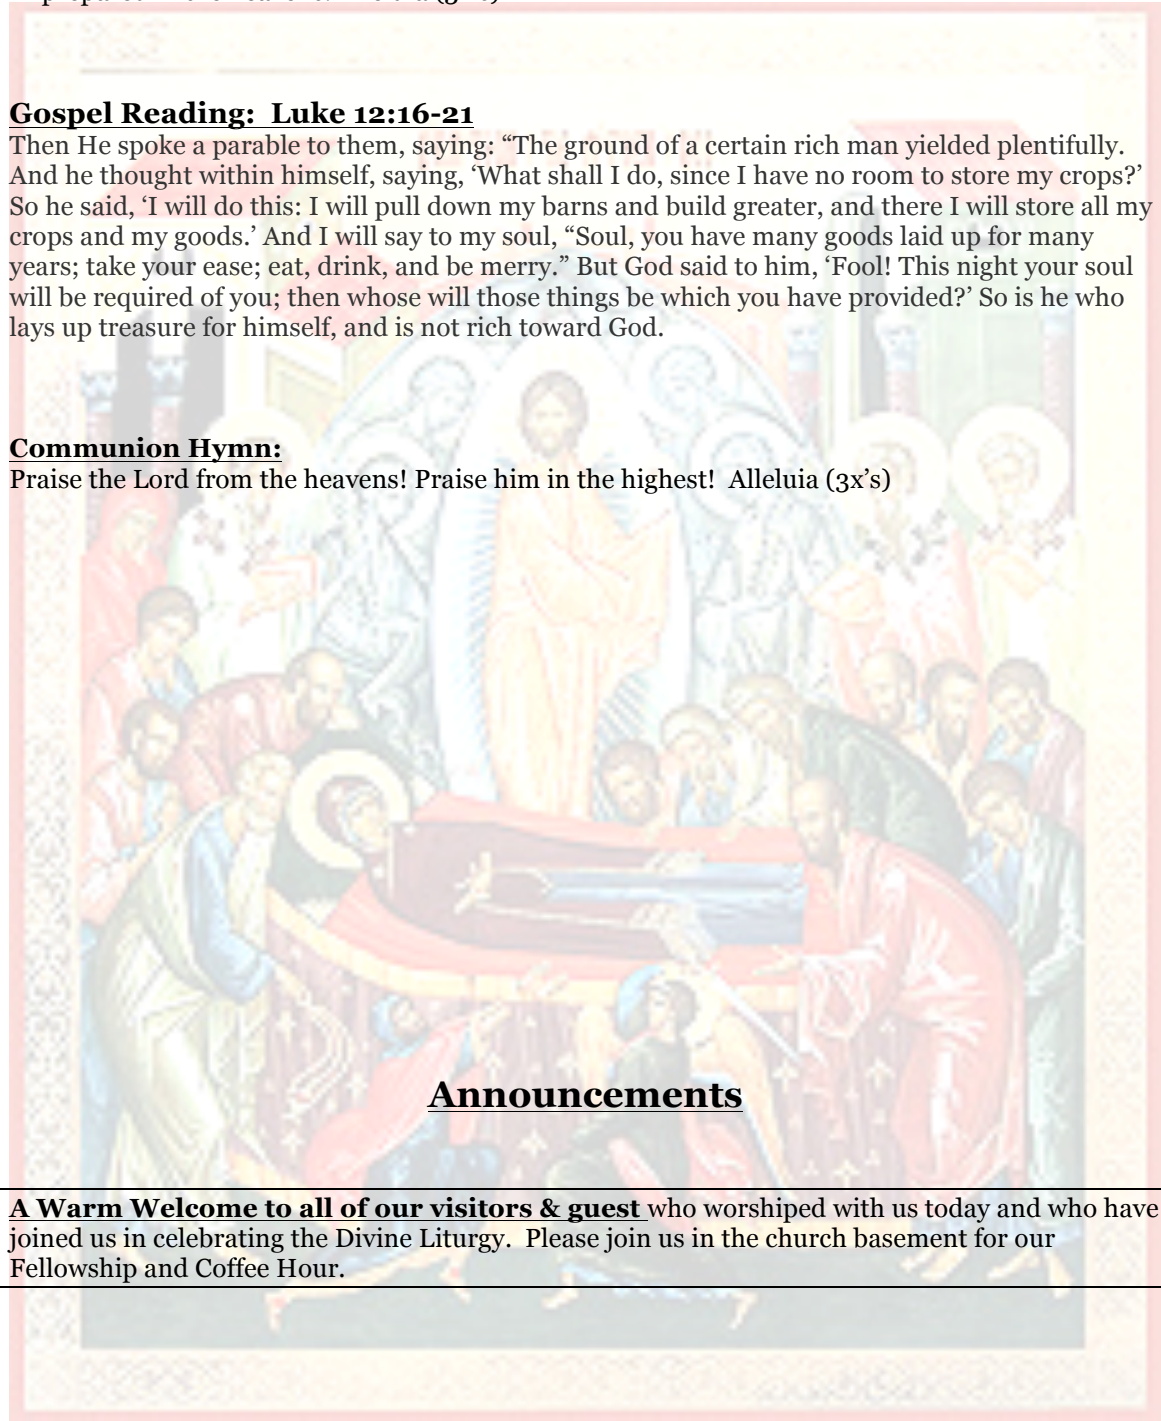 Gospel Reading:  Luke 12:16-21
Then He spoke a parable to them, saying: “The ground of a certain rich man yielded plentifully.
And he thought within himself, saying, ‘What shall I do, since I have no room to store my crops?’
So he said, ‘I will do this: I will pull down my barns and build greater, and there I will store all my
crops and my goods.’ And I will say to my soul, “Soul, you have many goods laid up for many
years; take your ease; eat, drink, and be merry.” But God said to him, ‘Fool! This night your soul
will be required of you; then whose will those things be which you have provided?’ So is he who
lays up treasure for himself, and is not rich toward God.
Communion Hymn:
Praise the Lord from the heavens! Praise him in the highest!  Alleluia (3x’s)
Announcements
A Warm Welcome to all of our visitors & guest who worshiped with us today and who have
joined us in celebrating the Divine Liturgy.  Please join us in the church basement for our
Fellowship and Coffee Hour.